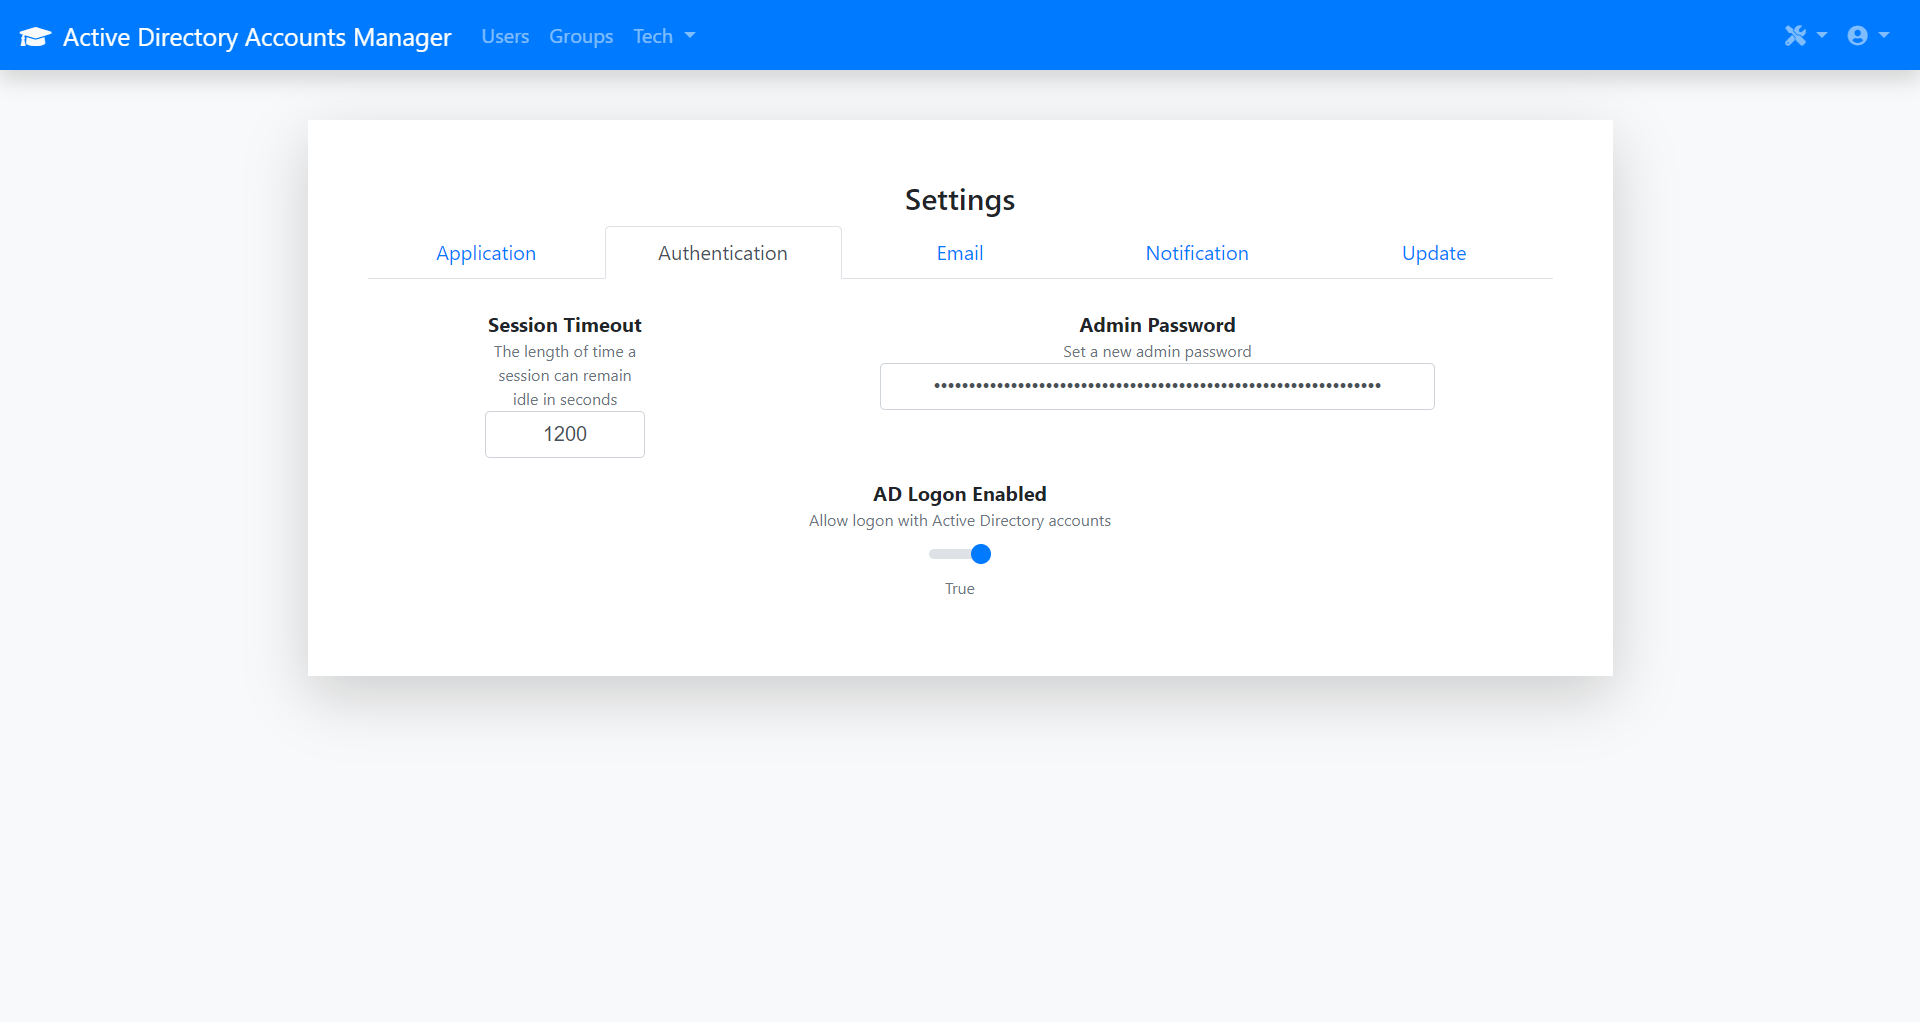 Active Directory Accounts Manager Users Groups Tech
Settings
Application Authentication Email Notification Update
Session Timeout
The length of time a
session can remain
idle in seconds
1200
Admin Password
Set a new admin password
••••••••••••••••••••••••••••••••••••••••••••••••••••••••••••••••
AD Logon Enabled
Allow logon with Active Directory accounts
True